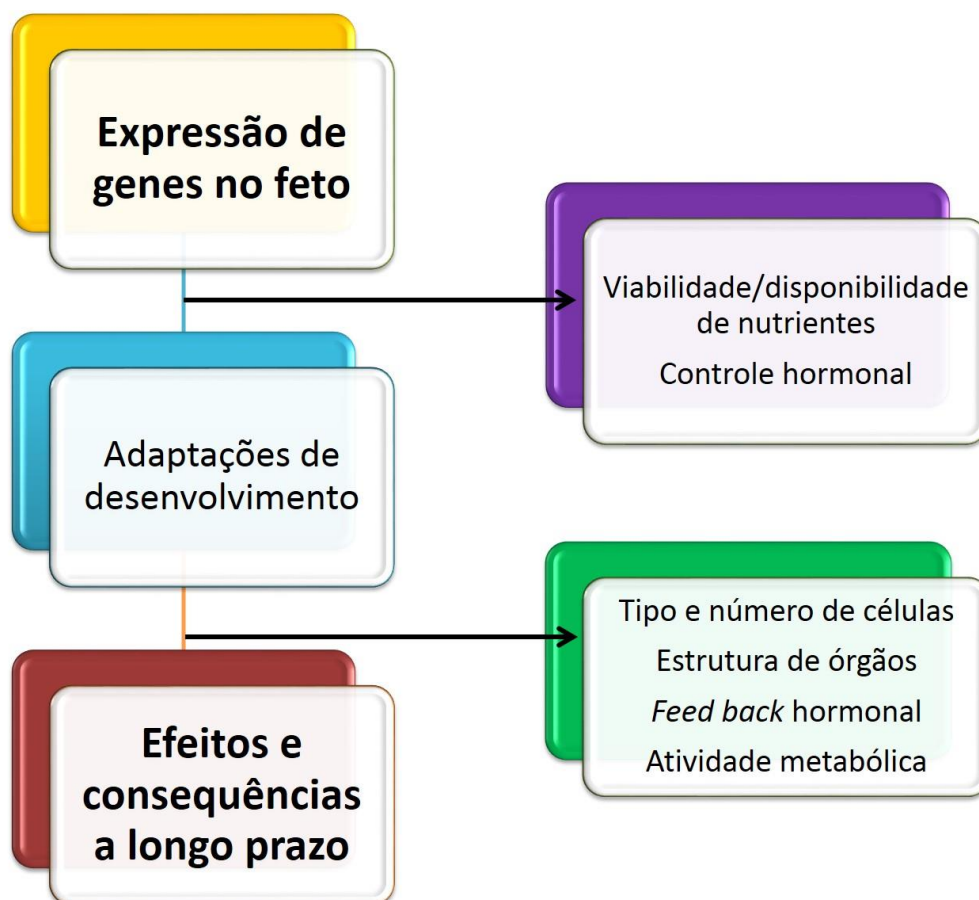 Expressão de
genes no feto
Viabilidade/disponibilidade
de nutrientes
Controle hormonal
Adaptações de
desenvolvimento
Tipo e número de células
Estrutura de órgãos
Feed back hormonal
Atividade metabólica
Efeitos e
consequências
a longo prazo